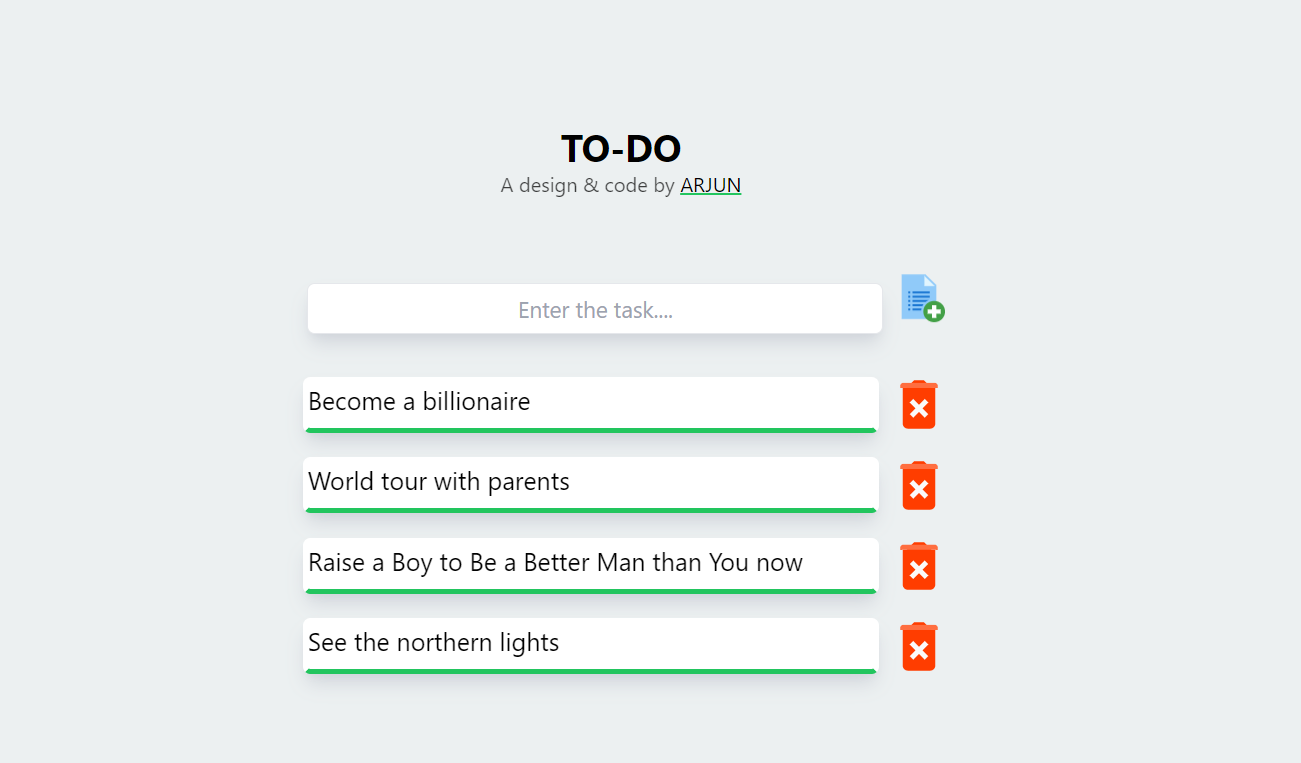 TO-DO
A design & code by ARJUN
Enter the task....
Become a billionaire
World tour with parents
Raise a Boy to Be a Better Man than You now
See the northern lights